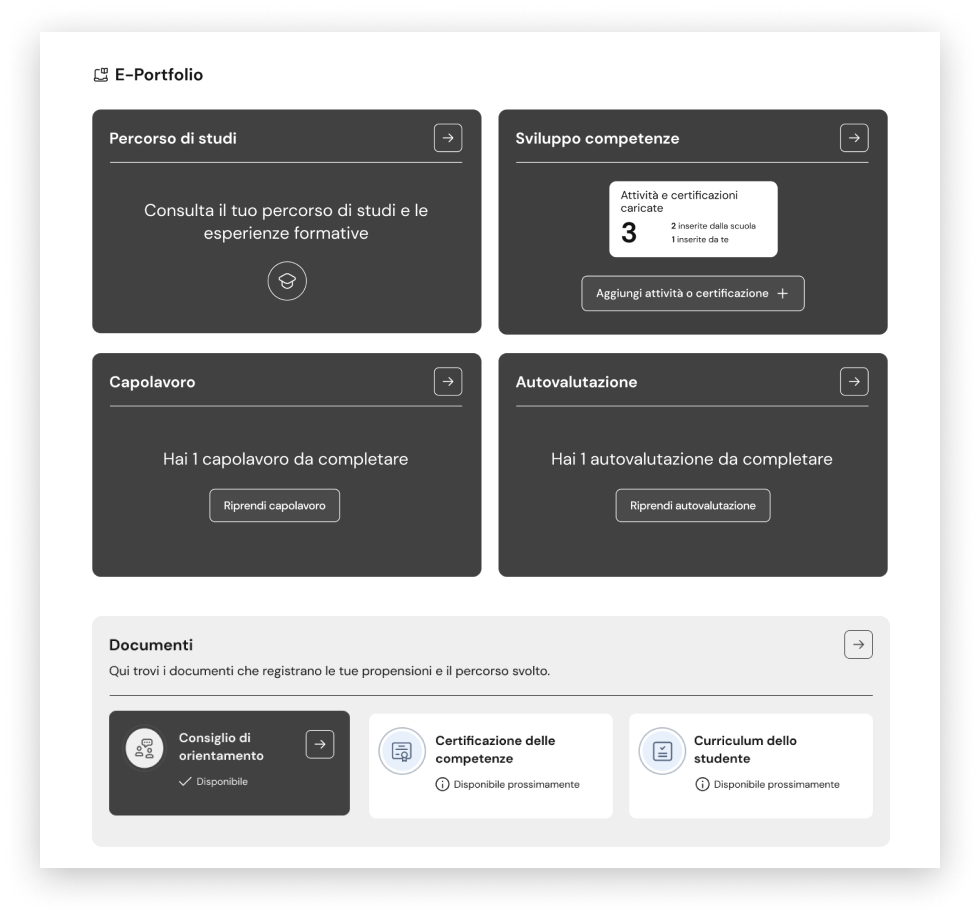 E-Portfolio
Percorso di studi
Consulta il tuo percorso di studi e le
esperienze formative
Sviluppo competenze
Attività e certificazioni
caricate
3
2 inserite dalla scuola
1 inserite da te
Aggiungi attività o certificazione
Capolavoro
Hai 1 capolavoro da completare
Riprendi capolavoro
Autovalutazione
Hai 1 autovalutazione da completare
Riprendi autovalutazione
Documenti
Qui trovi i documenti che registrano le tue propensioni e il percorso svolto.
Consiglio di
orientamento
Disponibile
Certificazione delle
competenze
Disponibile prossimamente
Curriculum dello
studente
Disponibile prossimamente